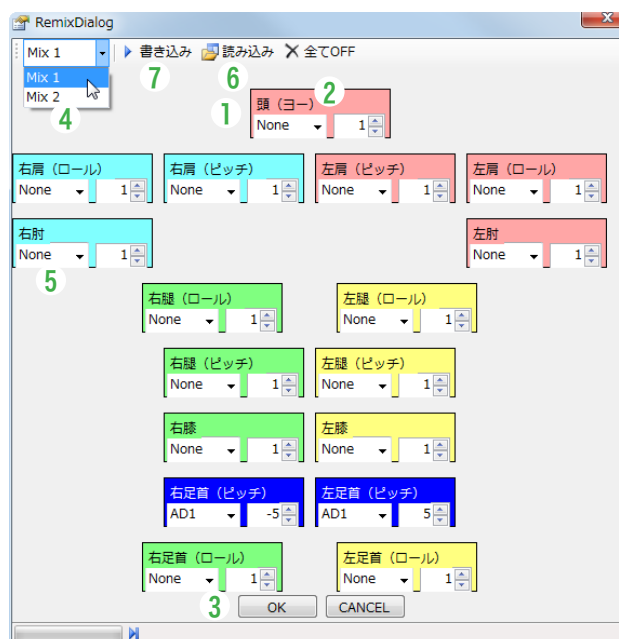 RemixDialog
Mix 1 書き込み 読み込み 全てOFF
7 6
Mix 1
Mix 2
4
1 2
頭（ヨー）
None 1
右肩（ロール） 右肩（ピッチ） 左肩（ピッチ） 左肩（ロール）
None 1 None 1 None 1 None 1
右肘 左肘
None 1 None 1
5
右腿（ロール） 左腿（ロール）
None 1 None 1
右腿（ピッチ） 左腿（ピッチ）
None 1 None 1
右膝 左膝
None 1 None 1
右足首（ピッチ） 左足首（ピッチ）
AD1 -5 AD1 5
右足首（ロール） 左足首（ロール）
None 1 None 1
3 OK CANCEL